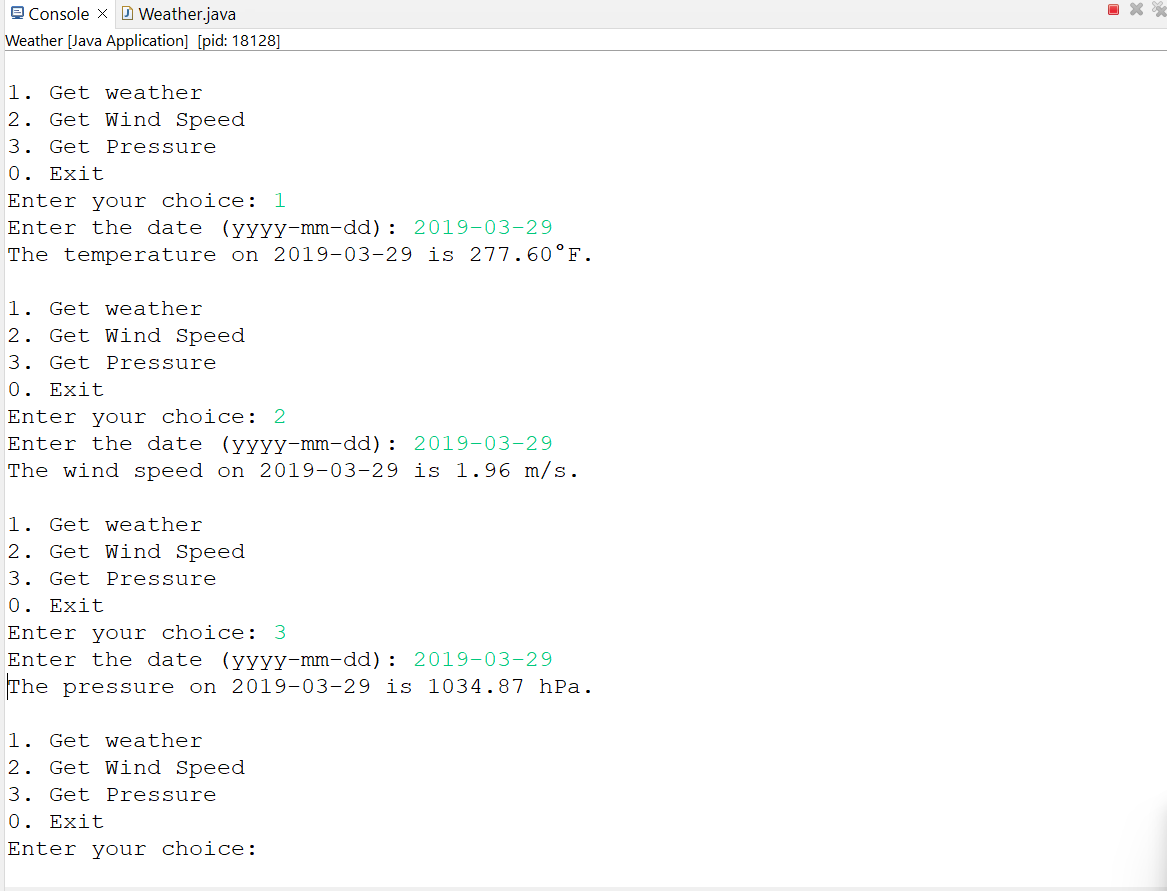 Console Weather.java
Weather [Java Application] [pid: 18128]
1. Get weather
2. Get Wind Speed
3. Get Pressure
0. Exit
Enter your choice: 1
Enter the date (yyyy-mm-dd): 2019-03-29
The temperature on 2019-03-29 is 277.60°F.
1. Get weather
2. Get Wind Speed
3. Get Pressure
0. Exit
Enter your choice: 2
Enter the date (yyyy-mm-dd): 2019-03-29
The wind speed on 2019-03-29 is 1.96 m/s.
1. Get weather
2. Get Wind Speed
3. Get Pressure
0. Exit
Enter your choice: 3
Enter the date (yyyy-mm-dd): 2019-03-29
The pressure on 2019-03-29 is 1034.87 hPa.
1. Get weather
2. Get Wind Speed
3. Get Pressure
0. Exit
Enter your choice: